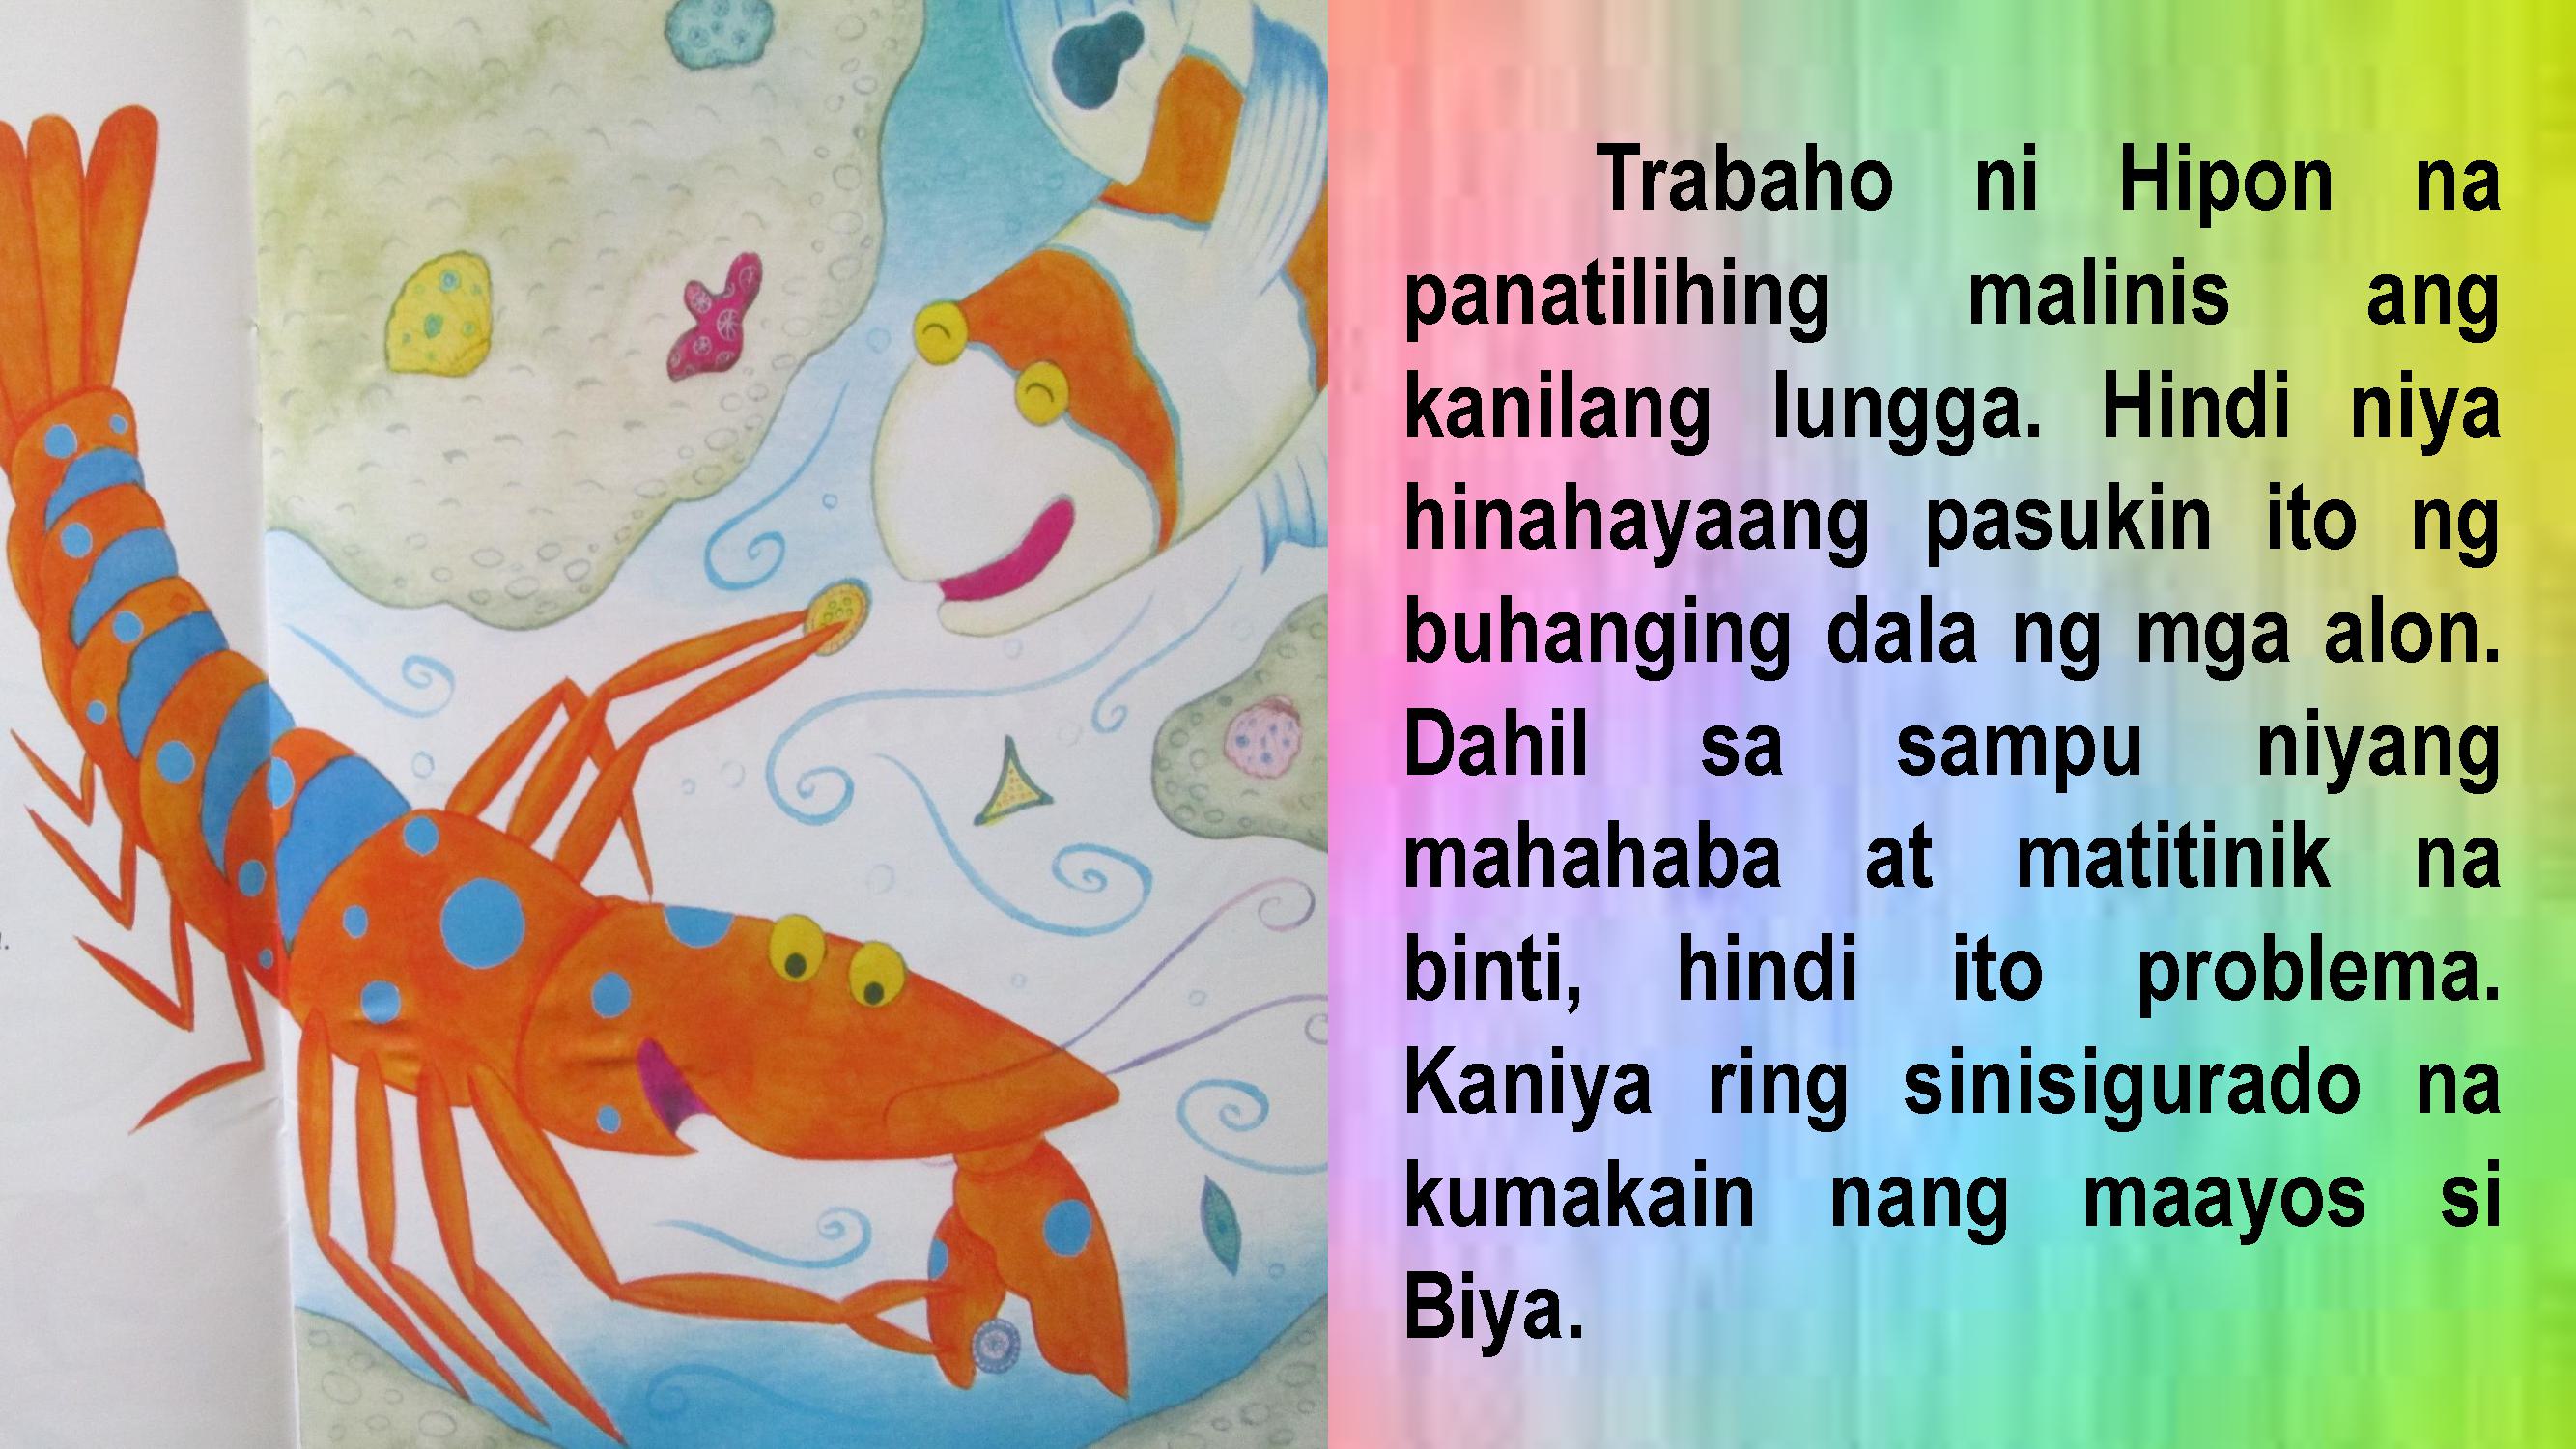 Trabaho ni Hipon na
panatilihing malinis ang
kanilang lungga. Hindi niya
hinahayaang pasukin ito ng
buhanging dala ng mga alon.
Dahil sa sampu niyang
mahahaba at matitinik na
binti, hindi ito problema.
Kaniya ring sinisigurado na
kumakain nang maayos si
Biya.